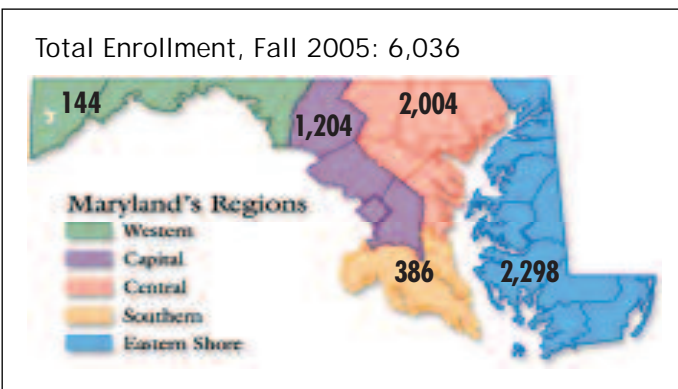 Total Enrollment, Fall 2005: 6,036
144
2,004
1,204
Maryland's Regions
Western
Capital
Central
Southern
Eastern Shore
386
2,298